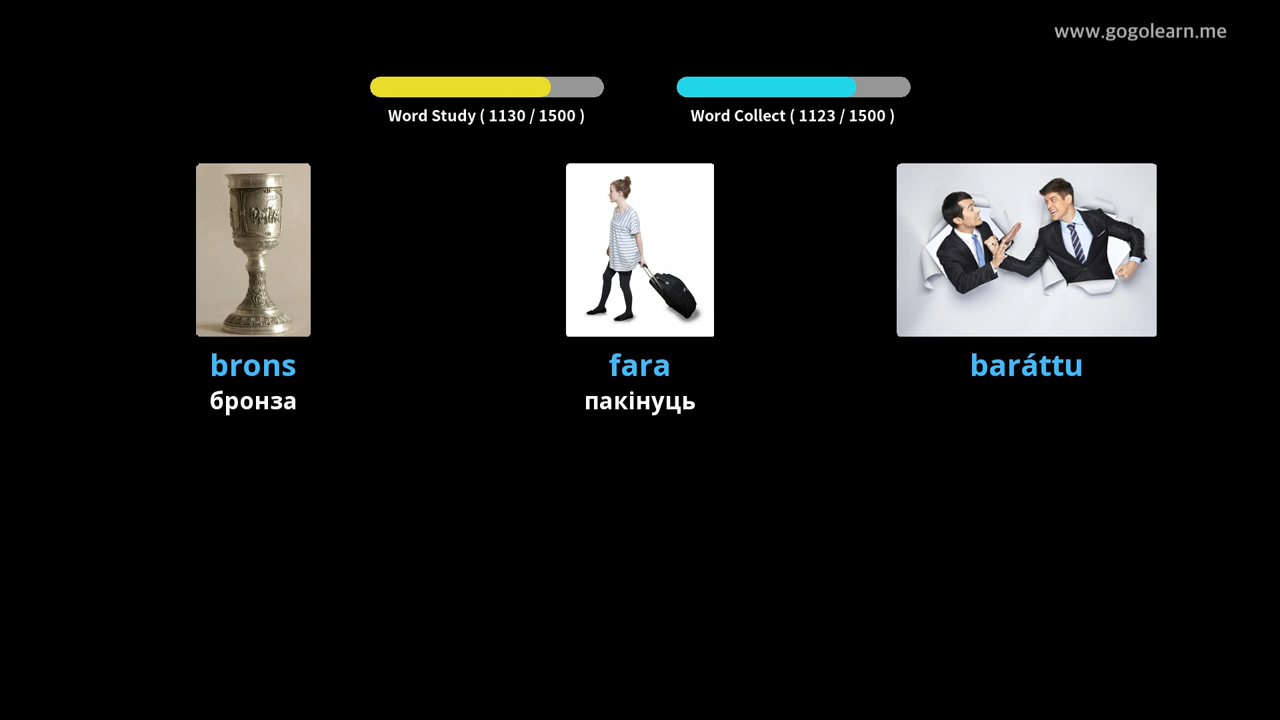 www.gogolearn.me
Word Study ( 1130 / 1500 )
Word Collect ( 1123 / 1500 )
brons
бронза
fara
пакінуць
baráttu